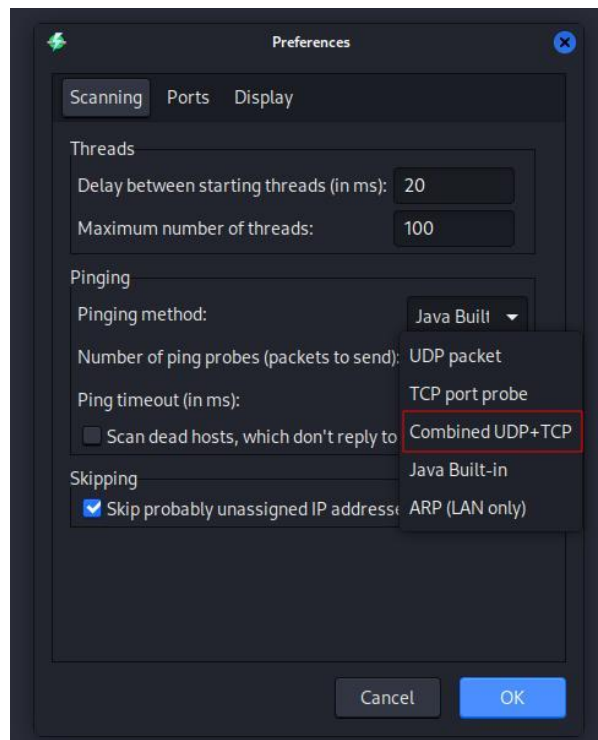 Preferences
Scanning Ports Display
Threads
Delay between starting threads (in ms): 20
Maximum number of threads: 100
Pinging
Pinging method: Java Built
Number of ping probes (packets to send):
UDP packet
Ping timeout (in ms):
TCP port probe
Scan dead hosts, which don't reply to
Combined UDP+TCP
Skipping
Java Built-in
Skip probably unassigned IP addresse
ARP (LAN only)
Cancel OK